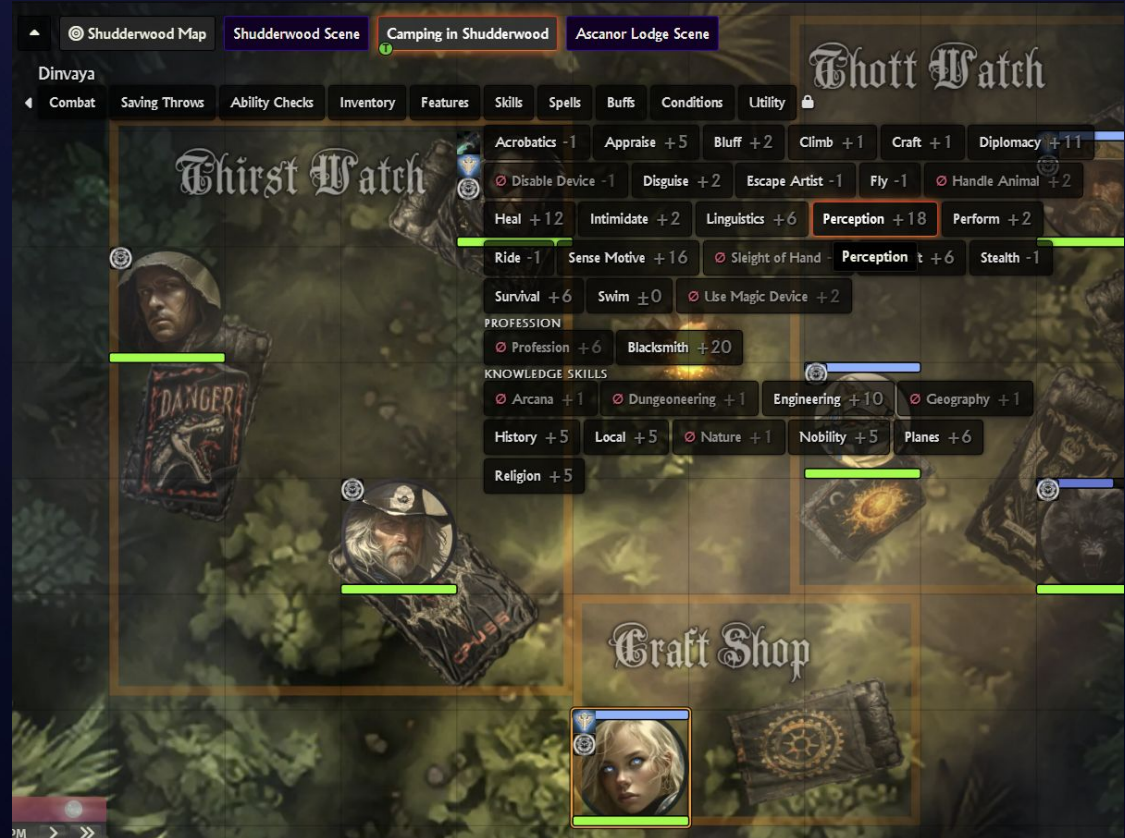 Shudderwood Map Shudderwood Scene Camping in Shudderwood Ascanor Lodge Scene
T
Thott Watch
Dinvaya
Combat Saving Throws Ability Checks Inventory Features Skills Spells Buffs Conditions Utility
Thirst Watch
Acrobatics -1 Appraise +5 Bluff +2 Climb +1 Craft +1 Diplomacy +11
Disable Device -1 Disguise +2 Escape Artist -1 Fly -1 Handle Animal +2
Heal +12 Intimidate +2 Linguistics +6 Perception +18 Perform +2
Ride -1 Sense Motive +16 Sleight of Hand - Perception t +6 Stealth -1
Survival +6 Swim ±0 Use Magic Device +2
PROFESSION
Profession +6 Blacksmith +20
KNOWLEDGE SKILLS
Arcana +1 Dungeoneering +1 Engineering +10 Geography +1
History +5 Local +5 Nature +1 Nobility +5 Planes +6
Religion +5
DANGER
Craft Shop
PM